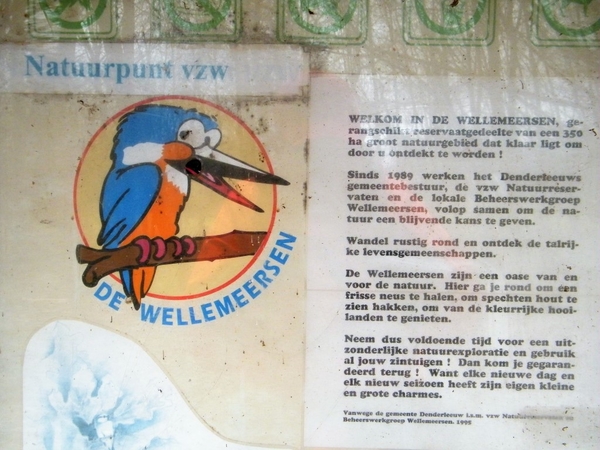 Natuurpunt vzw
DE WELLEMEERSEN
WELKOM IN DE WELLEMEERSEN, ge-
rangschikt reservaatgedeelte van een 350
ha groot natuurgebied dat klaar ligt om
door u ontdekt te worden !
Sinds 1989 werken het Denderleeuws
gemeentebestuur, de vzw Natuurreser-
vaten en de lokale Beheerswerkgroep
Wellemeersen, volop samen om de na-
tuur een blijvende kans te geven.
Wandel rustig rond en ontdek de talrij-
ke levensgemeenschappen.
De Wellemeersen zijn een oase van en
voor de natuur. Hier ga je rond om een
frisse neus te halen, om spechten hout te
zien hakken, om van de kleurrijke hooi-
landen te genieten.
Neem dus voldoende tijd voor een uit-
zonderlijke natuurexploratie en gebruik
al jouw zintuigen ! Dan kom je gegaran-
deerd terug ! Want elke nieuwe dag en
elk nieuw seizoen heeft zijn eigen kleine
en grote charmes.
Vanwege de gemeente Denderleeuw i.s.m. vzw
Beheerswerkgroep Wellemeersen. 1995